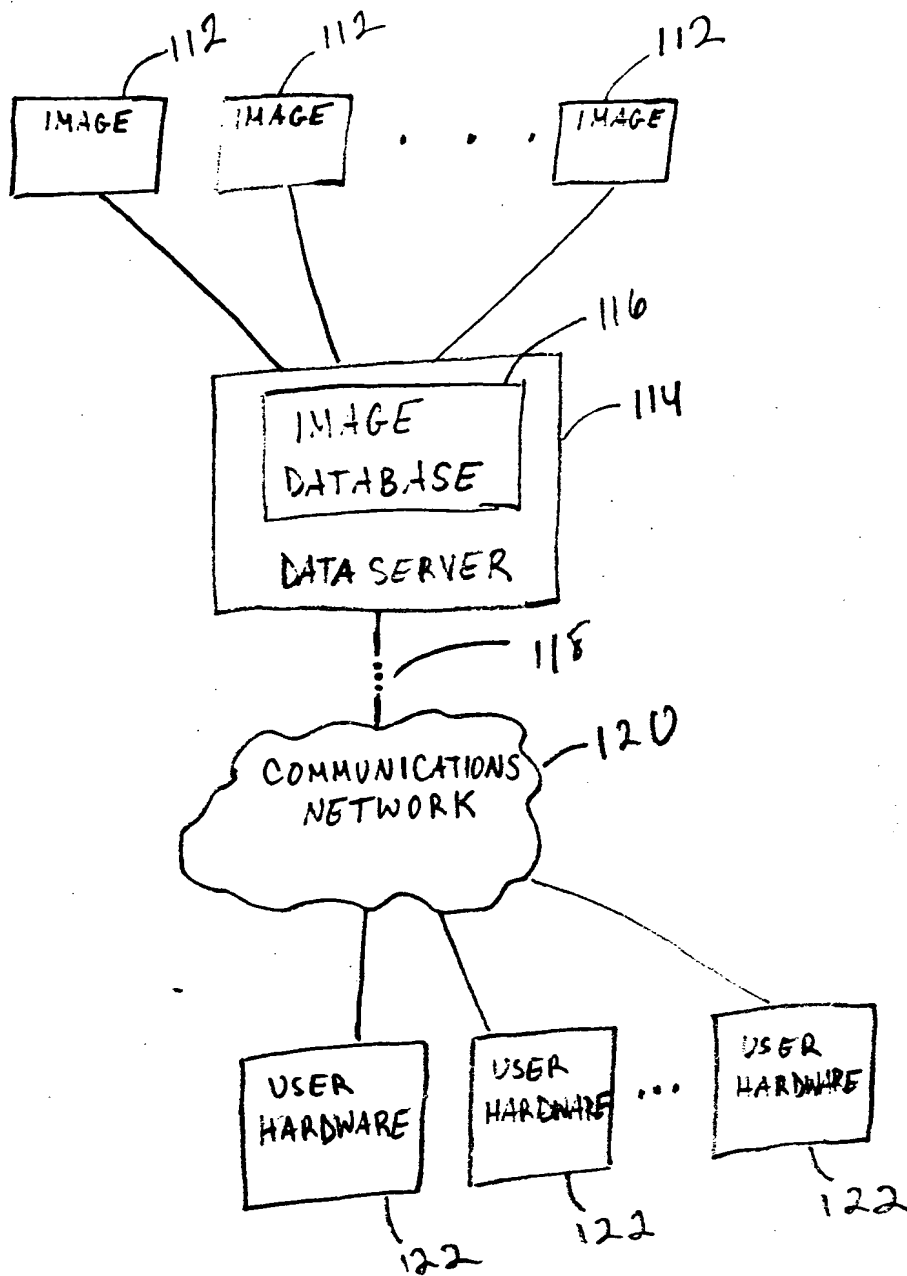 112
112
112
IMAGE
IMAGE
IMAGE
116
114
IMAGE
DATABASE
DATA SERVER
118
120
COMMUNICATIONS
NETWORK
USER
HARDWARE
USER
HARDWARE
...
USER
HARDWARE
122
122
122